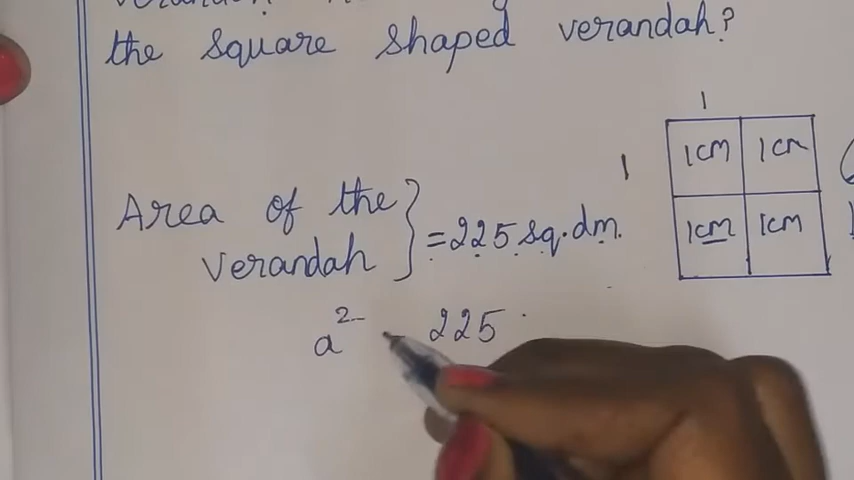 the square shaped verandah?
1
1cm 1cm
1
Area of the
verandah } = 225 sq.dm.
1cm 1cm
a² = 225